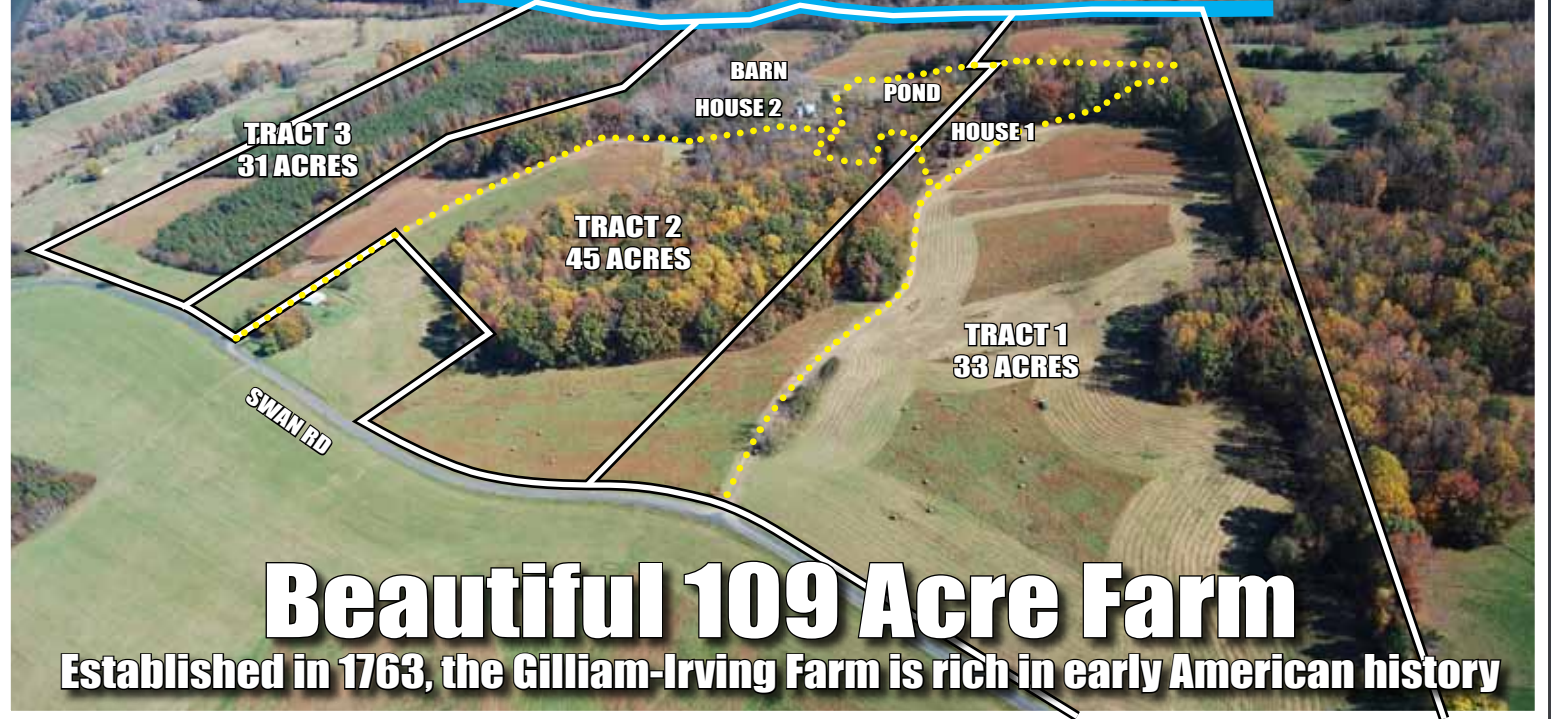 BARN
POND
HOUSE 2
HOUSE 1
TRACT 3
31 ACRES
TRACT 2
45 ACRES
TRACT 1
33 ACRES
SWAN RD
Beautiful 109 Acre Farm
Established in 1763, the Gilliam-Irving Farm is rich in early American history